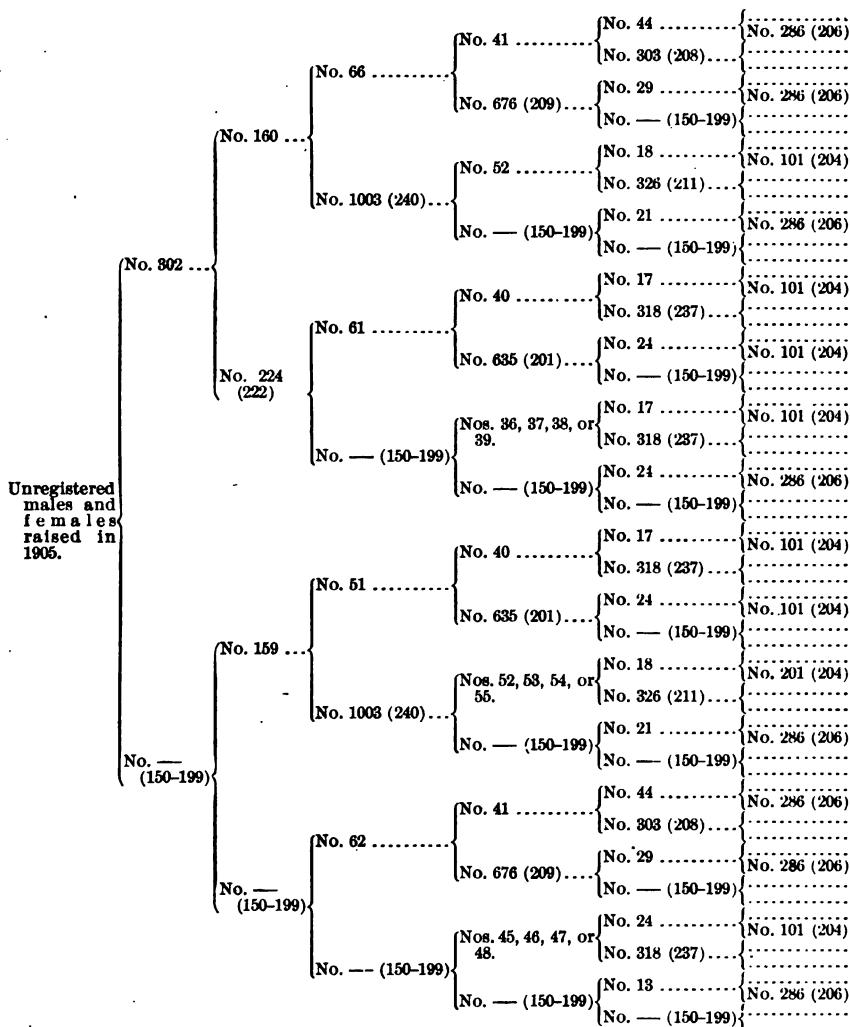 No. 44 ........
No. 286 (206)
No. 41 ........
No. 303 (208)....
No. 66 ........
No. 29 ........
No. 286 (206)
No. 676 (209)....
No. — (150–199)
No. 160 ....
No. 18 ........
No. 101 (204)
No. 52 ........
No. 326 (211)....
No. 1003 (240)...
No. 21 ........
No. 286 (206)
No. — (150–199)
No. — (150–199)
No. 302 ...
No. 17 ........
No. 101 (204)
No. 40 ........
No. 318 (237)....
No. 61 ........
No. 24 ........
No. 101 (204)
No. 635 (201)....
No. — (150–199)
No. 224
(222)
No. 17 ........
No. 101 (204)
Nos. 36, 37, 38, or
39.
No. 318 (237)....
No. — (150–199)
No. 24 ........
No. 286 (206)
No. — (150–199)
No. — (150–199)
Unregistered
males and
females
raised in
1905.
No. 17 ........
No. 101 (204)
No. 40 ........
No. 318 (237)....
No. 51 ........
No. 24 ........
No. 101 (204)
No. 635 (201)....
No. — (150–199)
No. 159 ....
No. 18 ........
No. 201 (204)
Nos. 52, 53, 54, or
55.
No. 326 (211)....
No. 1003 (240)...
No. 21 ........
No. 286 (206)
No. — (150–199)
No. — (150–199)
No. —
(150–199)
No. 44 ........
No. 286 (206)
No. 41 ........
No. 303 (208)....
No. 62 ........
No. 29 ........
No. 286 (206)
No. 676 (209)....
No. — (150–199)
No. —
(150–199)
No. 24 ........
No. 101 (204)
Nos. 45, 46, 47, or
48.
No. 318 (237)....
No. –– (150–199)
No. 13 ........
No. 286 (206)
No. — (150–199)
No. — (150–199)